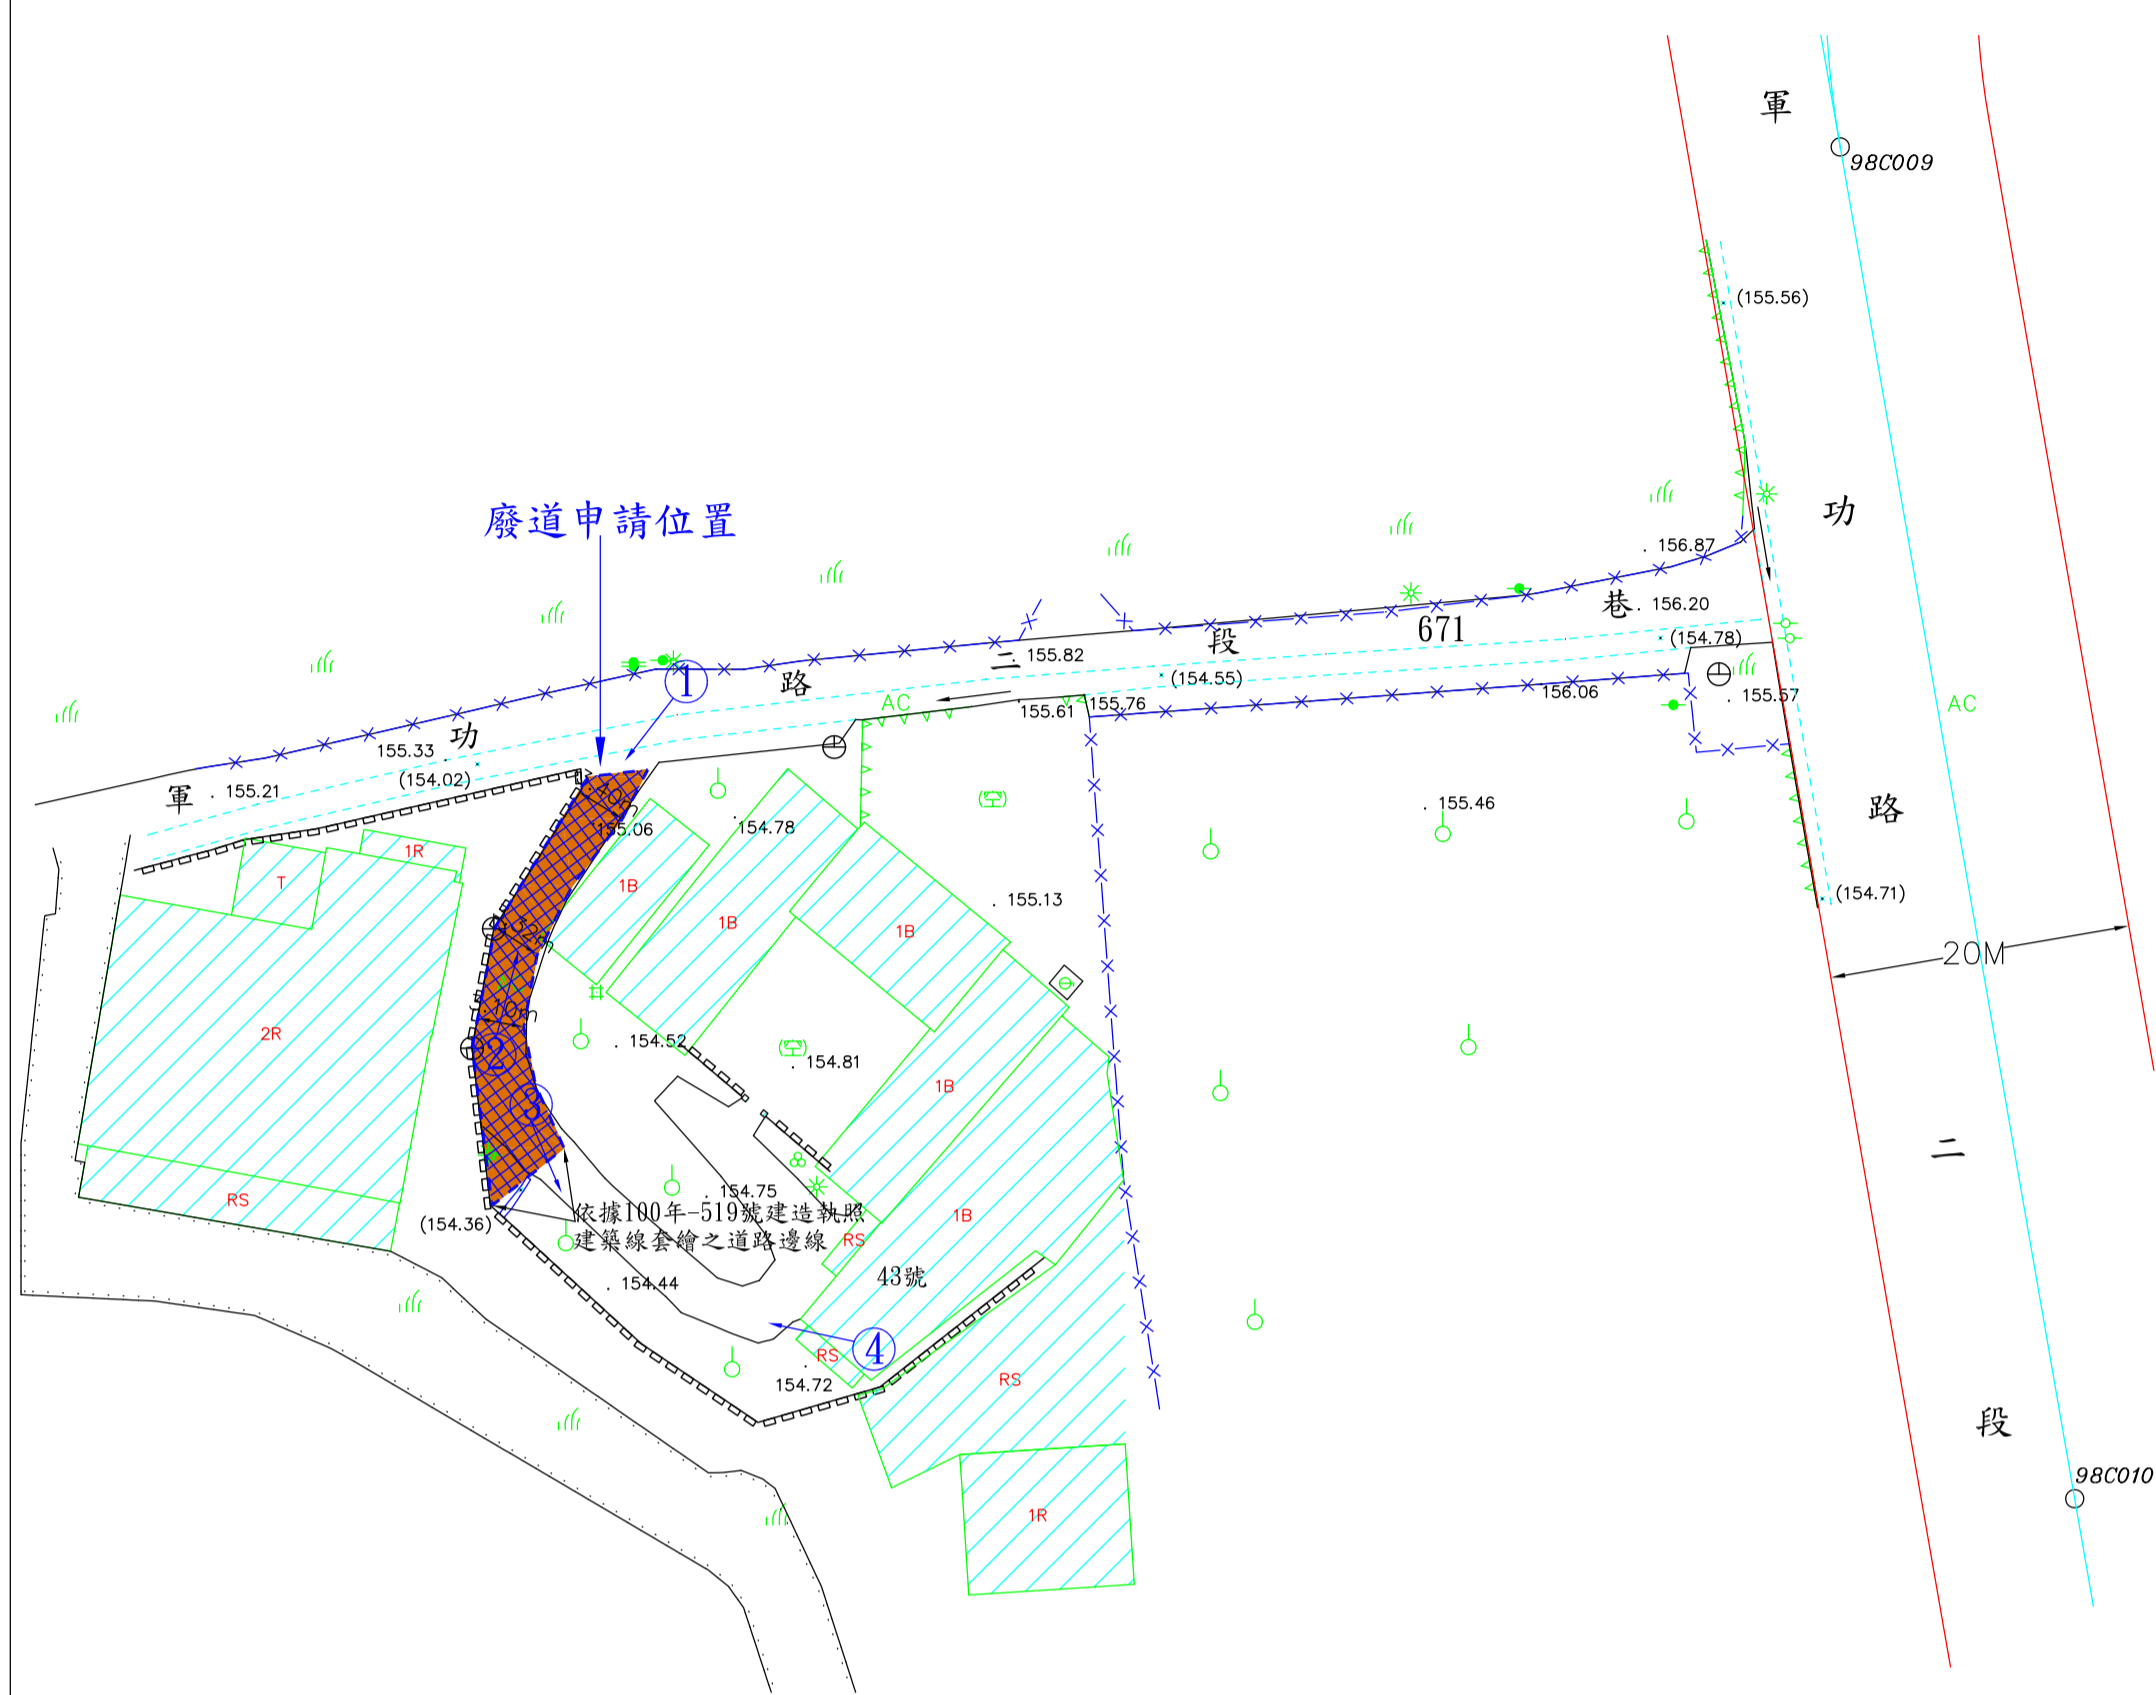 軍
98C009
(155.56)
廢道申請位置
功
156.87
巷
156.20
671
(154.78)
段
二
155.82
路
①
(154.55)
156.06
155.57
AC
AC
155.61
155.76
功
155.33
(154.02)
軍
155.21
155.46
路
155.06
154.78
1R
T
1B
1B
1B
155.13
(154.71)
20M
(空)
2R
②
154.52
(空)
154.81
1B
③
二
RS
154.75
(154.36)
依據100年-519號建造執照
建築線套繪之道路邊線
1B
RS
43號
154.44
④
RS
154.72
RS
段
98C010
1R